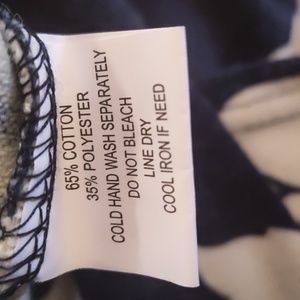 65% COTTON
35% POLYESTER
COLD HAND WASH SEPARATELY
DO NOT BLEACH
LINE DRY
COOL IRON IF NEED